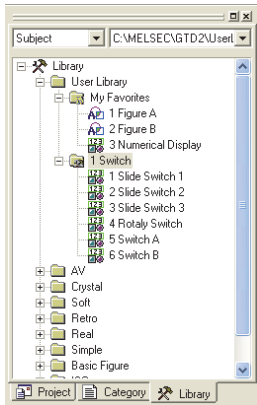 Subject C:\MELSEC\GTD2\UserL
Library
User Library
My Favorites
1 Figure A
2 Figure B
3 Numerical Display
1 Switch
1 Slide Switch 1
2 Slide Switch 2
3 Slide Switch 3
4 Rotaly Switch
5 Switch A
6 Switch B
AV
Crystal
Soft
Retro
Real
Simple
Basic Figure
Project Category Library